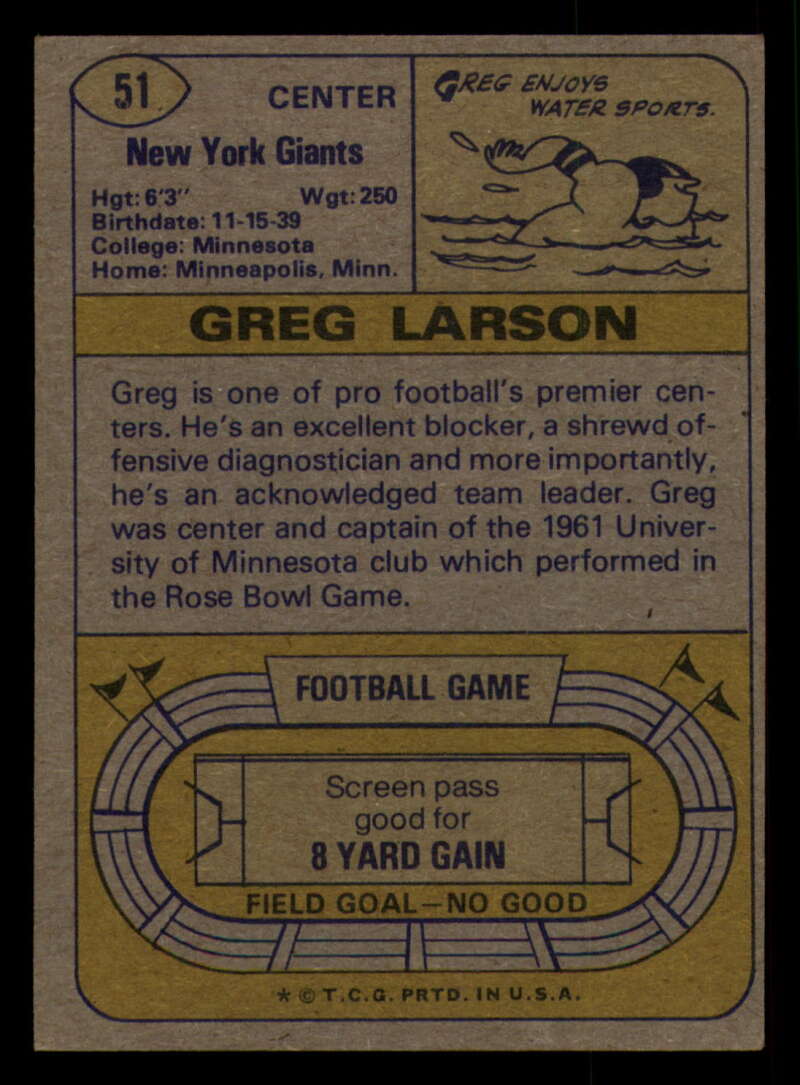 51
CENTER
New York Giants
Hgt: 6'3" Wgt: 250
Birthdate: 11-15-39
College: Minnesota
Home: Minneapolis, Minn.
GREG ENJOYS
WATER SPORTS.
GREG LARSON
Greg is one of pro football's premier cen-
ters. He's an excellent blocker, a shrewd of-
fensive diagnostician and more importantly,
he's an acknowledged team leader. Greg
was center and captain of the 1961 Univer-
sity of Minnesota club which performed in
the Rose Bowl Game.
FOOTBALL GAME
Screen pass
good for
8 YARD GAIN
FIELD GOAL—NO GOOD
* © T.C.G. PRTD. IN U.S.A.